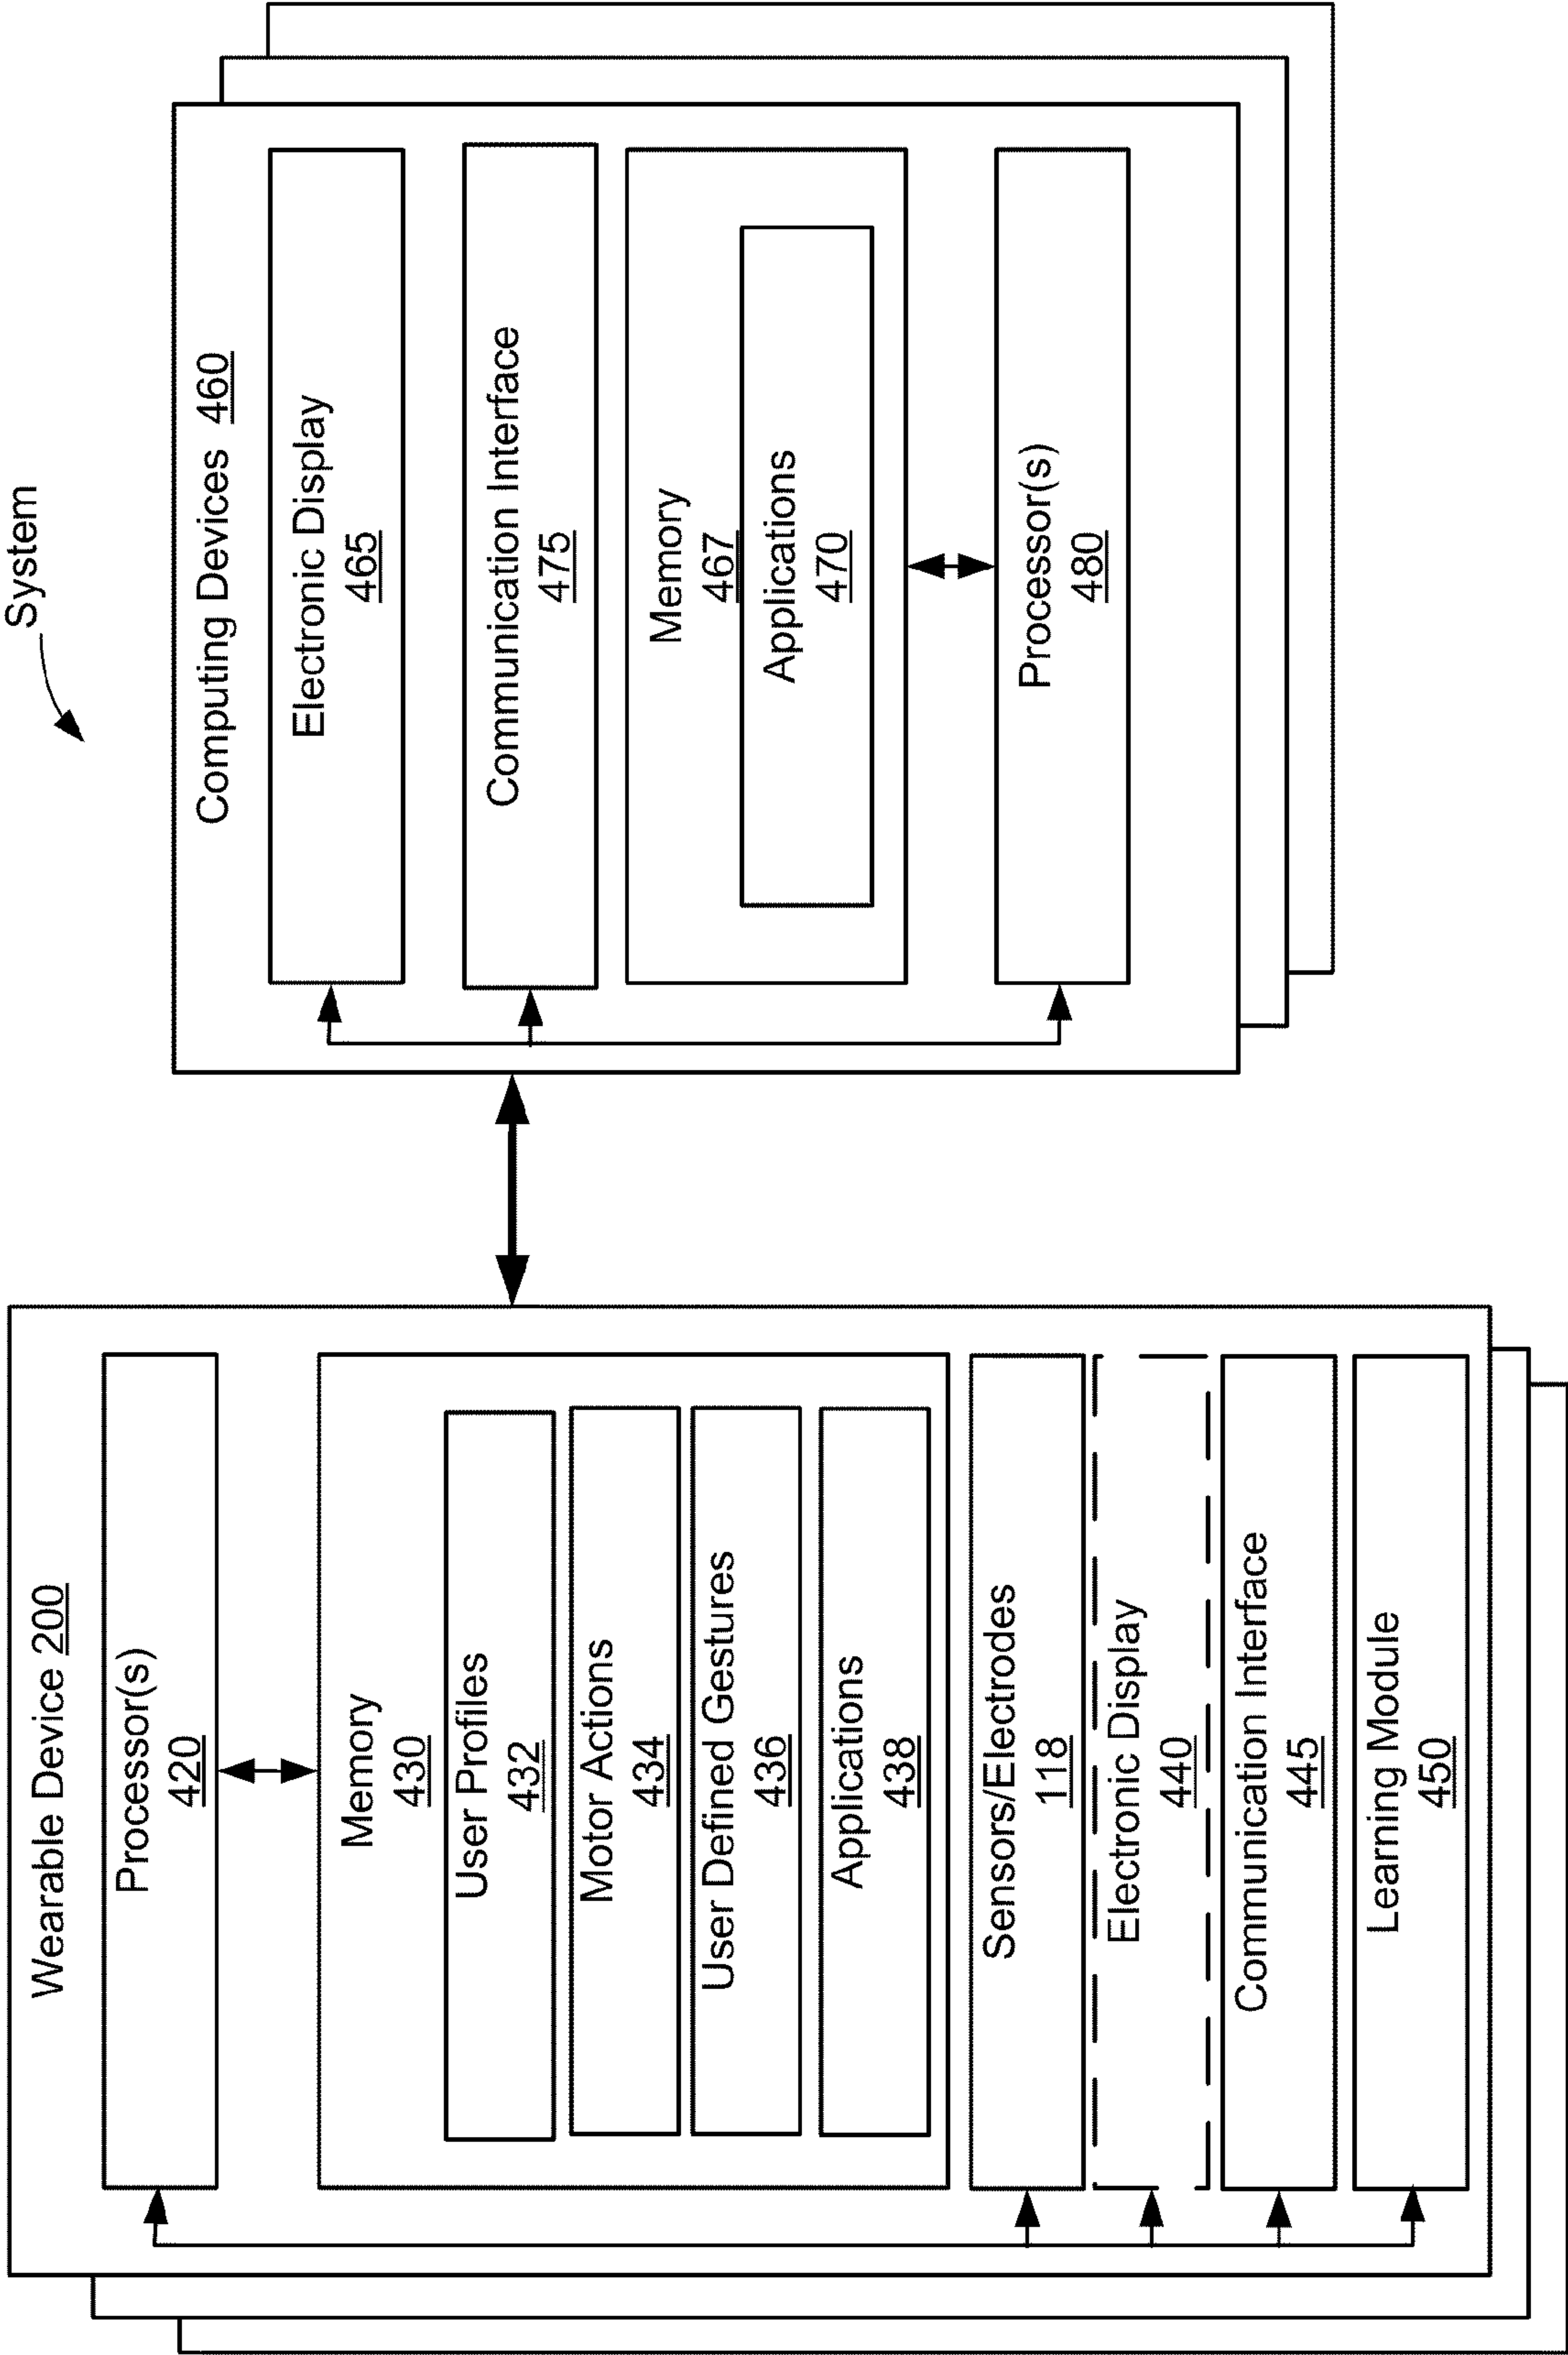 System
Wearable Device 200
Processor(s)
420
Memory
430
User Profiles
432
Motor Actions
434
User Defined Gestures
436
Applications
438
Sensors/Electrodes
118
Electronic Display
440
Communication Interface
445
Learning Module
450
Computing Devices 460
Electronic Display
465
Communication Interface
475
Memory
467
Applications
470
Processor(s)
480